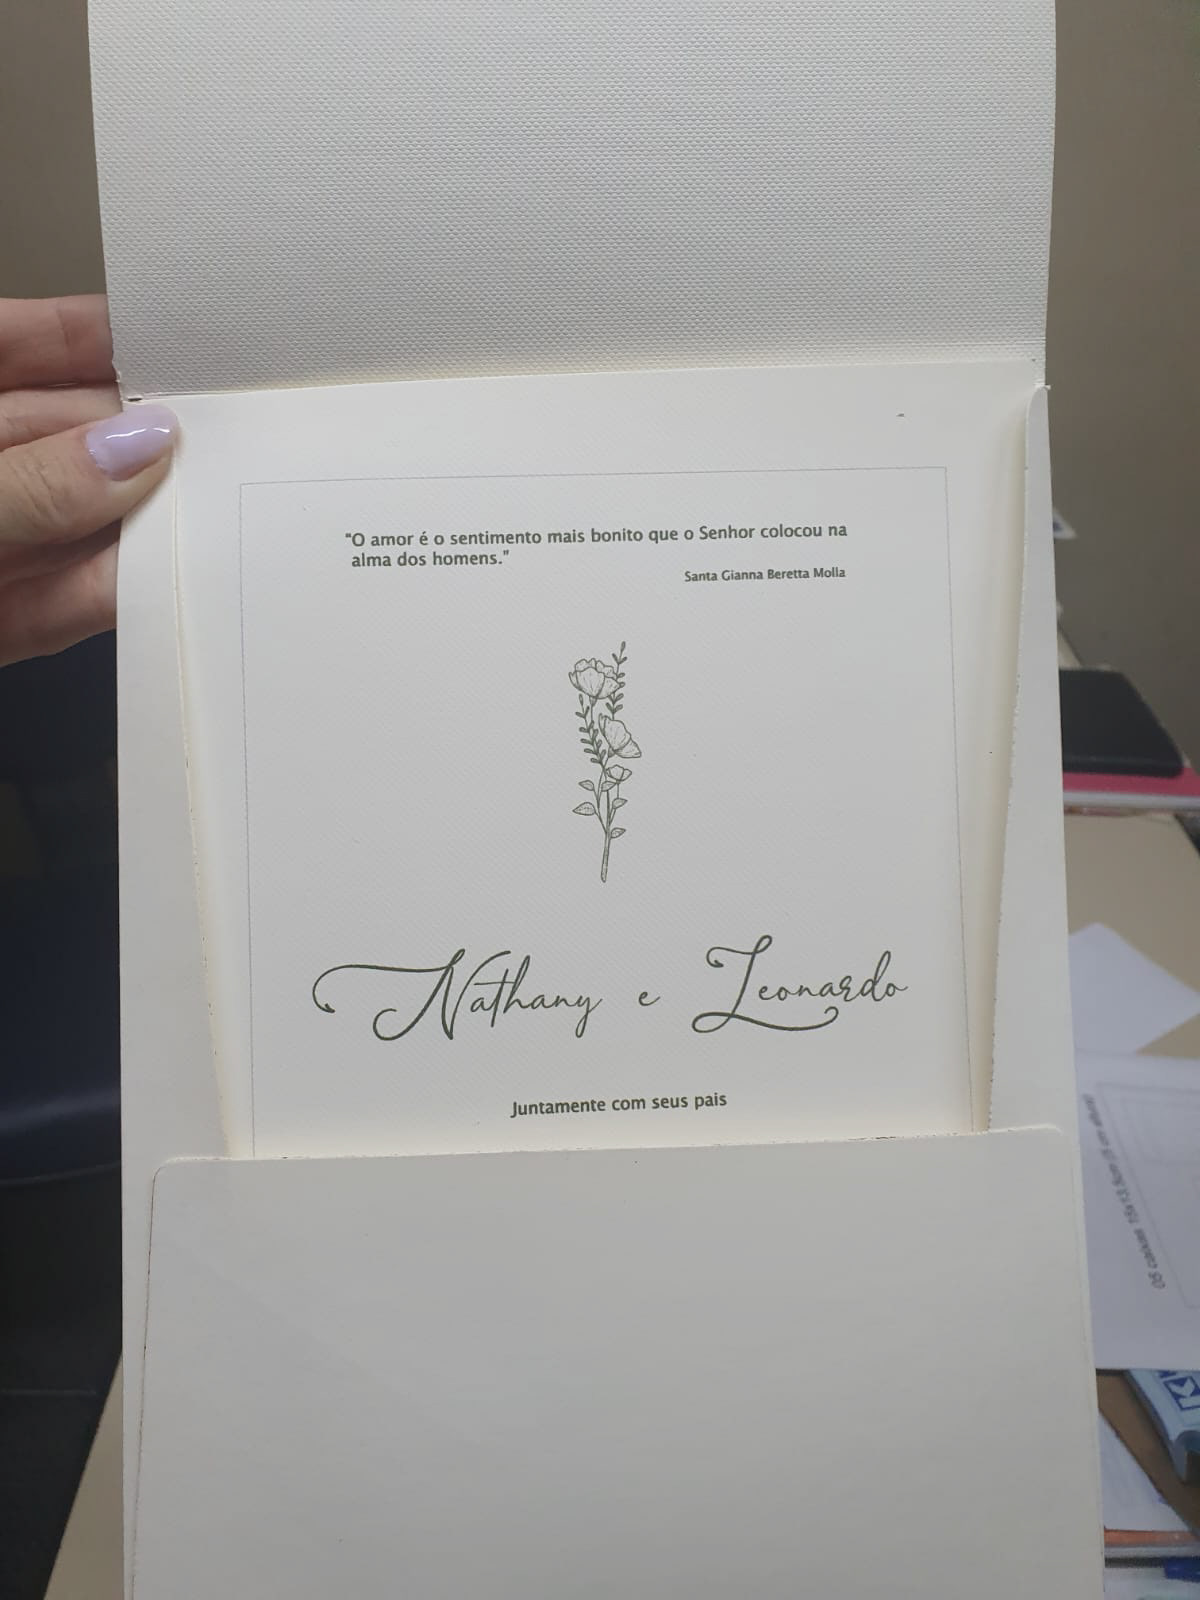 "O amor é o sentimento mais bonito que o Senhor colocou na
alma dos homens."
Santa Gianna Beretta Molla
Nathany e Leonardo
Juntamente com seus pais